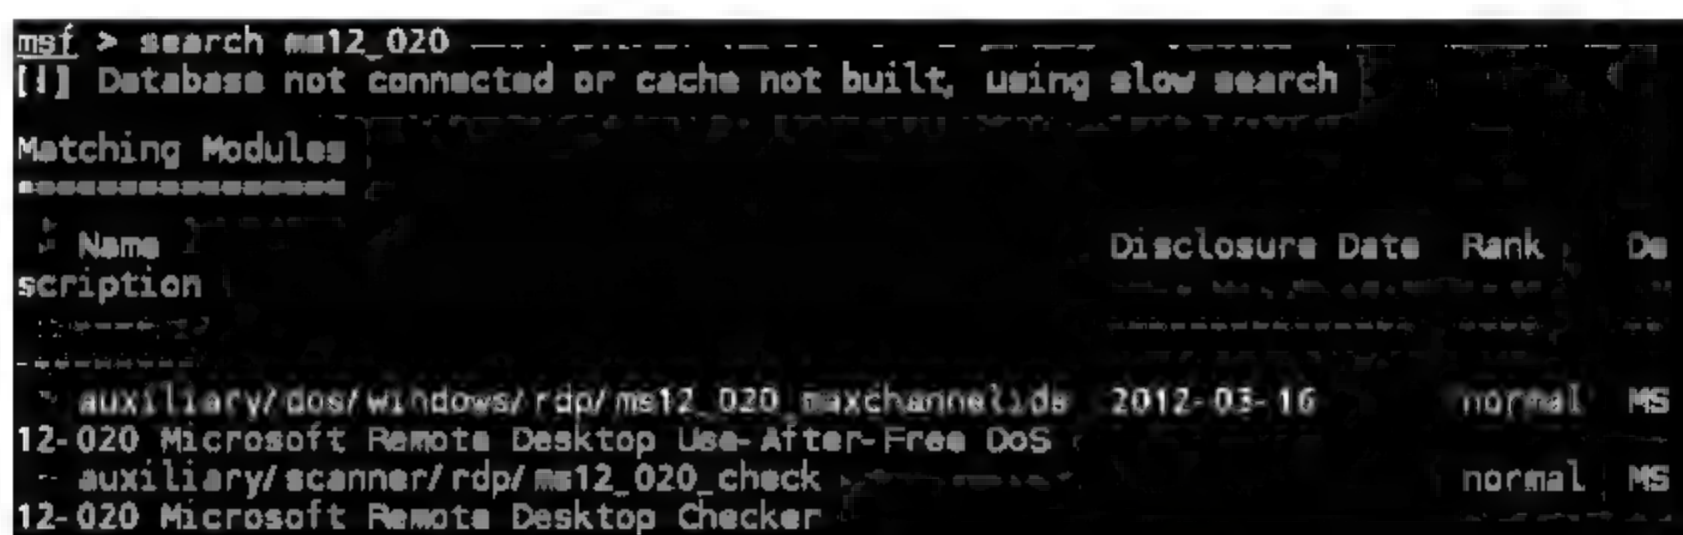 msf > search ms12_020
[!] Database not connected or cache not built, using slow search
Matching Modules
================
Name Disclosure Date Rank De
scription
auxiliary/dos/windows/rdp/ms12_020_maxchannelids 2012-03-16 normal MS
12-020 Microsoft Remote Desktop Use-After-Free DoS
auxiliary/scanner/rdp/ms12_020_check normal MS
12-020 Microsoft Remote Desktop Checker